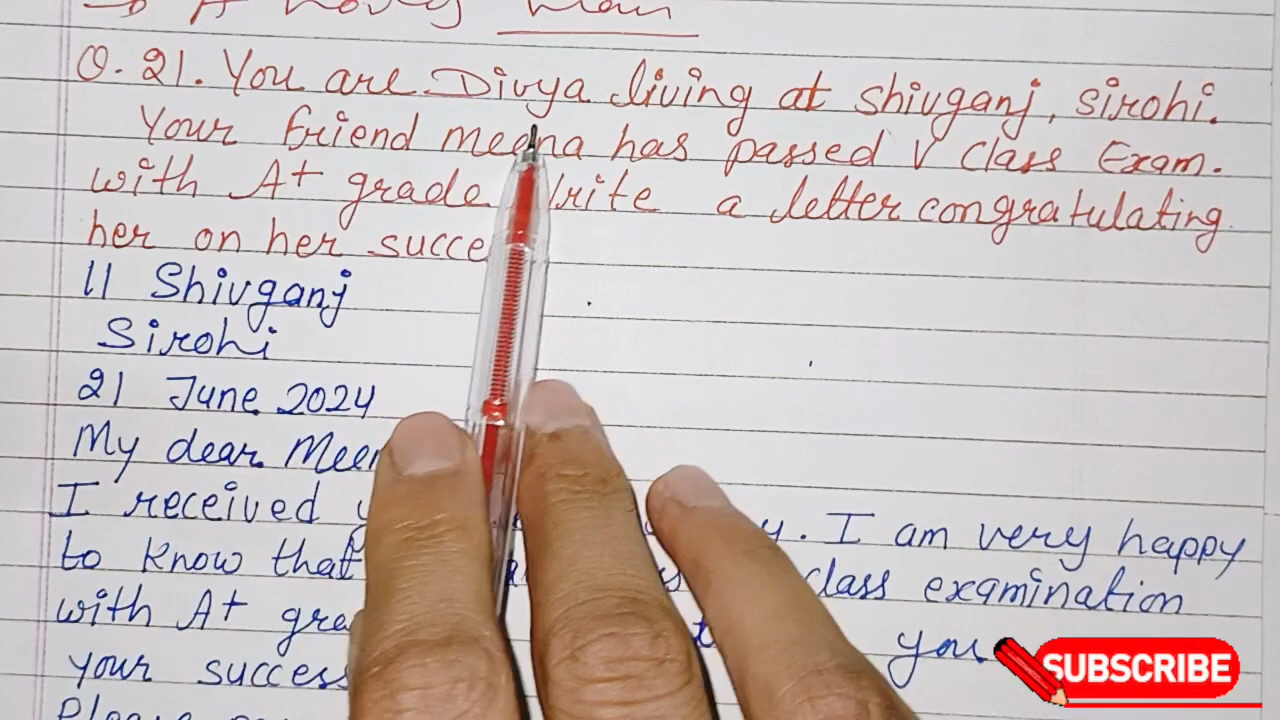 Q. 21. You are Divya living at Shivganj, Sirohi.
Your friend meena has passed V Class Exam.
with A+ grade Write a letter congratulating
her on her succe
11 Shivganj
Sirohi
21 June 2024
My dear Meen
I received y. I am very happy
to know that class examination
with A+ gra you
your success
SUBSCRIBE